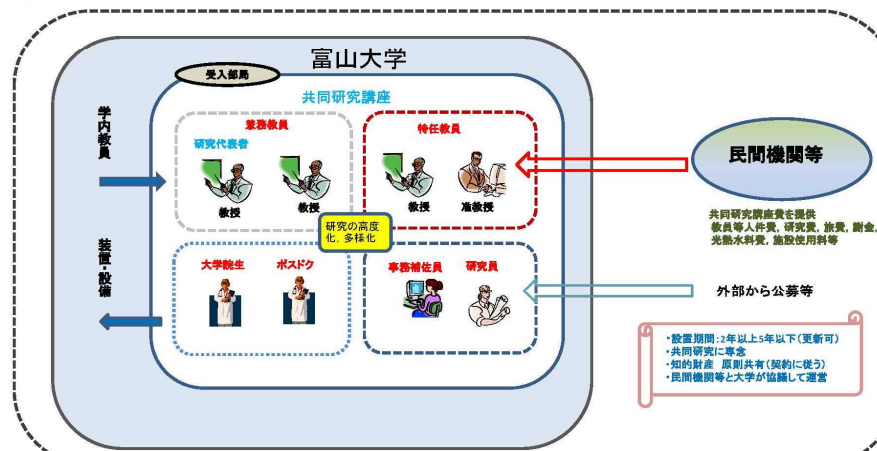 富山大学
受入部局
共同研究講座
学内教員
兼務教員
研究代表者
教授
教授
特任教員
教授
准教授
民間機関等
共同研究講座費を提供
教員等人件費, 研究費, 旅費, 謝金,
光熱水料費, 施設使用料等
研究の高度
化, 多様化
装置・設備
大学院生
ポスドク
事務補佐員
研究員
外部から公募等
・設置期間：2年以上5年以下（更新可）
・共同研究に専念
・知的財産 原則共有（契約に従う）
・民間機関等と大学が協議して運営